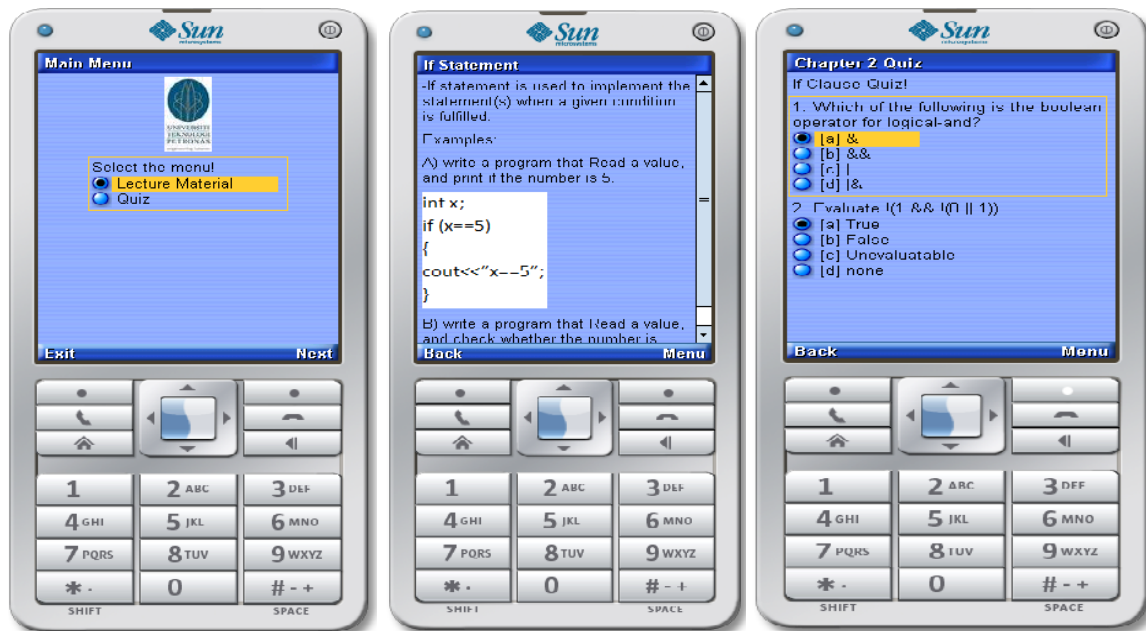 Sun
microsystems
Main Menu
UNIVERSITI
TEKNOLOGI
PETRONAS
Select the menu!
Lecture Material
Quiz
Exit
Next
1
2 ABC
3 DEF
4 GHI
5 JKL
6 MNO
7 PQRS
8 TUV
9 WXYZ
* .
0
# - +
SHIFT
SPACE
Sun
microsystems
If Statement
-If statement is used to implement the
statement(s) when a given condition
is fulfilled.
Examples:
A) write a program that Read a value,
and print if the number is 5.
int x;
if (x==5)
{
cout<<"x==5";
}
B) write a program that Read a value,
and check whether the number is
Back
Menu
1
2 ABC
3 DEF
4 GHI
5 JKL
6 MNO
7 PQRS
8 TUV
9 WXYZ
* .
0
# - +
SHIFT
SPACE
Sun
microsystems
Chapter 2 Quiz
If Clause Quiz!
1. Which of the following is the boolean
operator for logical-and?
[a] &
[b] &&
[c] |
[d] |&
2. Evaluate !(1 && !(0 || 1))
[a] True
[b] False
[c] Unevaluatable
[d] none
Back
Menu
1
2 ABC
3 DEF
4 GHI
5 JKL
6 MNO
7 PQRS
8 TUV
9 WXYZ
* .
0
# - +
SHIFT
SPACE